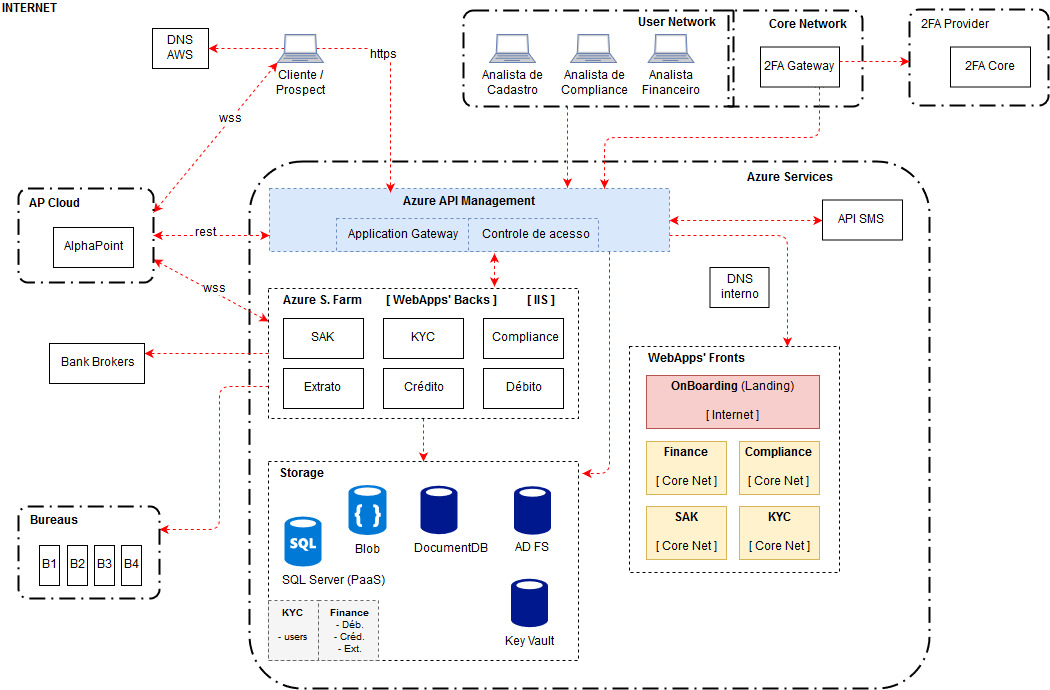 INTERNET
DNS
AWS
Cliente /
Prospect
https
wss
User Network
Analista de
Cadastro
Analista de
Compliance
Analista
Financeiro
Core Network
2FA Gateway
2FA Provider
2FA Core
Azure Services
AP Cloud
AlphaPoint
rest
wss
Azure API Management
Application Gateway
Controle de acesso
API SMS
DNS
interno
Azure S. Farm
[ WebApps' Backs ]
[ IIS ]
SAK
KYC
Compliance
Extrato
Crédito
Débito
Bank Brokers
WebApps' Fronts
OnBoarding (Landing)
[ Internet ]
Finance
[ Core Net ]
Compliance
[ Core Net ]
SAK
[ Core Net ]
KYC
[ Core Net ]
Storage
SQL
SQL Server (PaaS)
{ }
Blob
DocumentDB
AD FS
Key Vault
KYC
- users
Finance
- Déb.
- Créd.
- Ext.
Bureaus
B1
B2
B3
B4